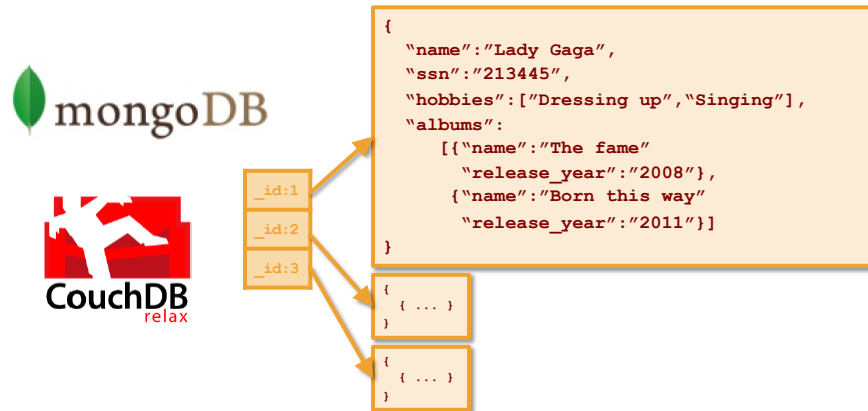 mongoDB
CouchDB
relax
_id:1
_id:2
_id:3
{
“name”:”Lady Gaga”,
“ssn”:”213445”,
“hobbies”:[”Dressing up”,“Singing”],
“albums”:
[{“name”:”The fame”
“release_year”:”2008”},
{“name”:”Born this way”
“release_year”:”2011”}]
}
{
{ ... }
}
{
{ ... }
}